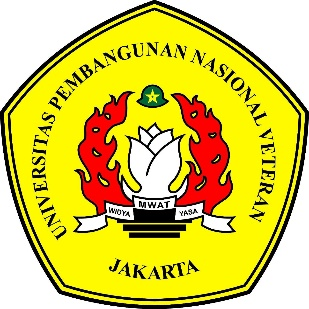 UNIVERSITAS PEMBANGUNAN NASIONAL VETERAN
WIDYA MWAT YASA
JAKARTA